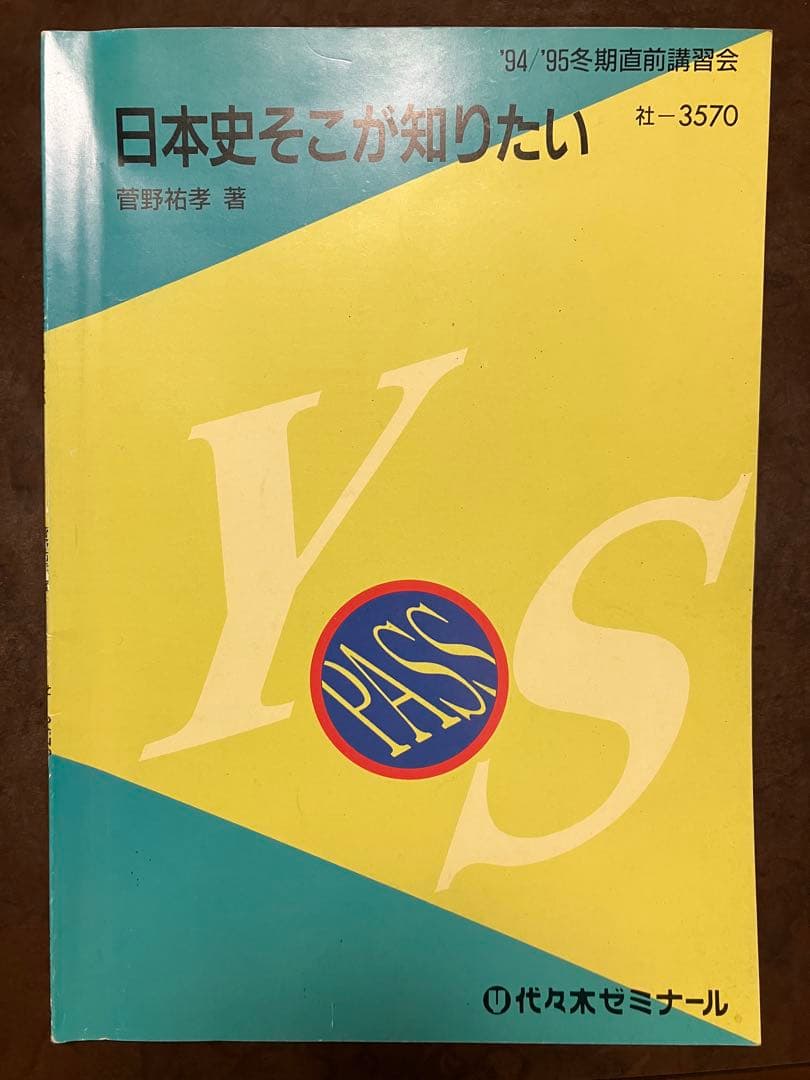 '94/'95冬期直前講習会
日本史そこが知りたい
社－3570
菅野祐孝 著
Y S
PASS
代々木ゼミナール